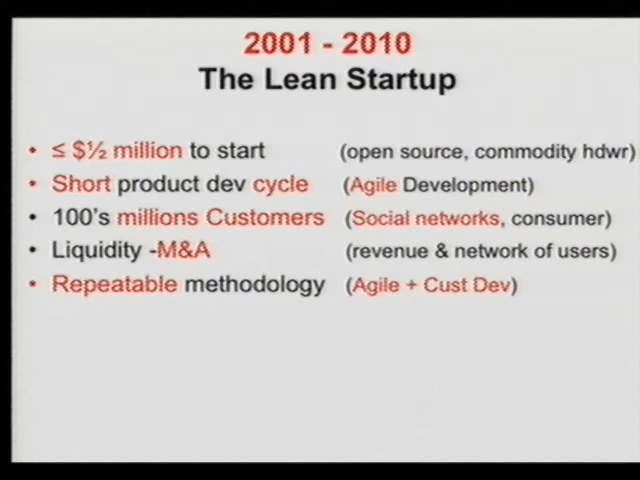 2001 - 2010
The Lean Startup
• ≤ $½ million to start (open source, commodity hdwr)
• Short product dev cycle (Agile Development)
• 100's millions Customers (Social networks, consumer)
• Liquidity -M&A (revenue & network of users)
• Repeatable methodology (Agile + Cust Dev)